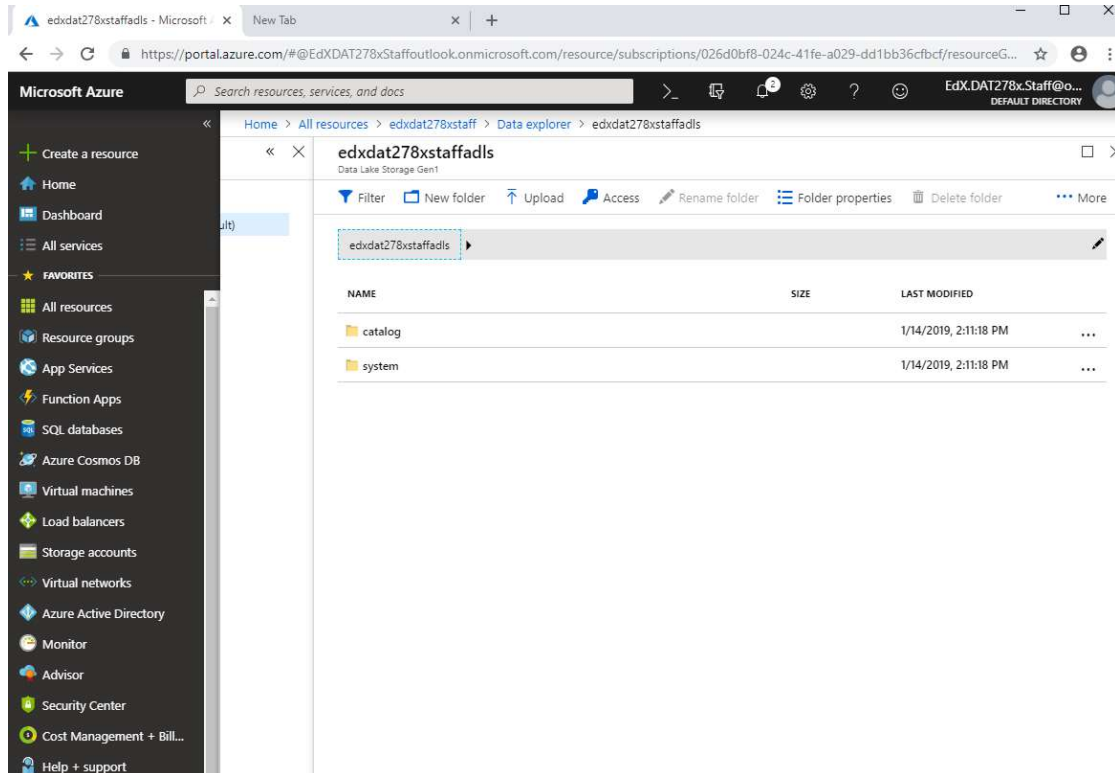 edxdat278xstaffadls - Microsoft A
New Tab
https://portal.azure.com/#@EdXDAT278xStaffoutlook.onmicrosoft.com/resource/subscriptions/026d0bf8-024c-41fe-a029-dd1bb36cfbcf/resourceG...
Microsoft Azure
Search resources, services, and docs
2
EdX.DAT278x.Staff@o...
DEFAULT DIRECTORY
Home > All resources > edxdat278xstaff > Data explorer > edxdat278xstaffadls
Create a resource
Home
Dashboard
All services
FAVORITES
All resources
Resource groups
App Services
Function Apps
SQL databases
Azure Cosmos DB
Virtual machines
Load balancers
Storage accounts
Virtual networks
Azure Active Directory
Monitor
Advisor
Security Center
Cost Management + Bill...
Help + support
ult)
edxdat278xstaffadls
Data Lake Storage Gen1
Filter New folder Upload Access Rename folder Folder properties Delete folder More
edxdat278xstaffadls
NAME SIZE LAST MODIFIED
catalog 1/14/2019, 2:11:18 PM
system 1/14/2019, 2:11:18 PM